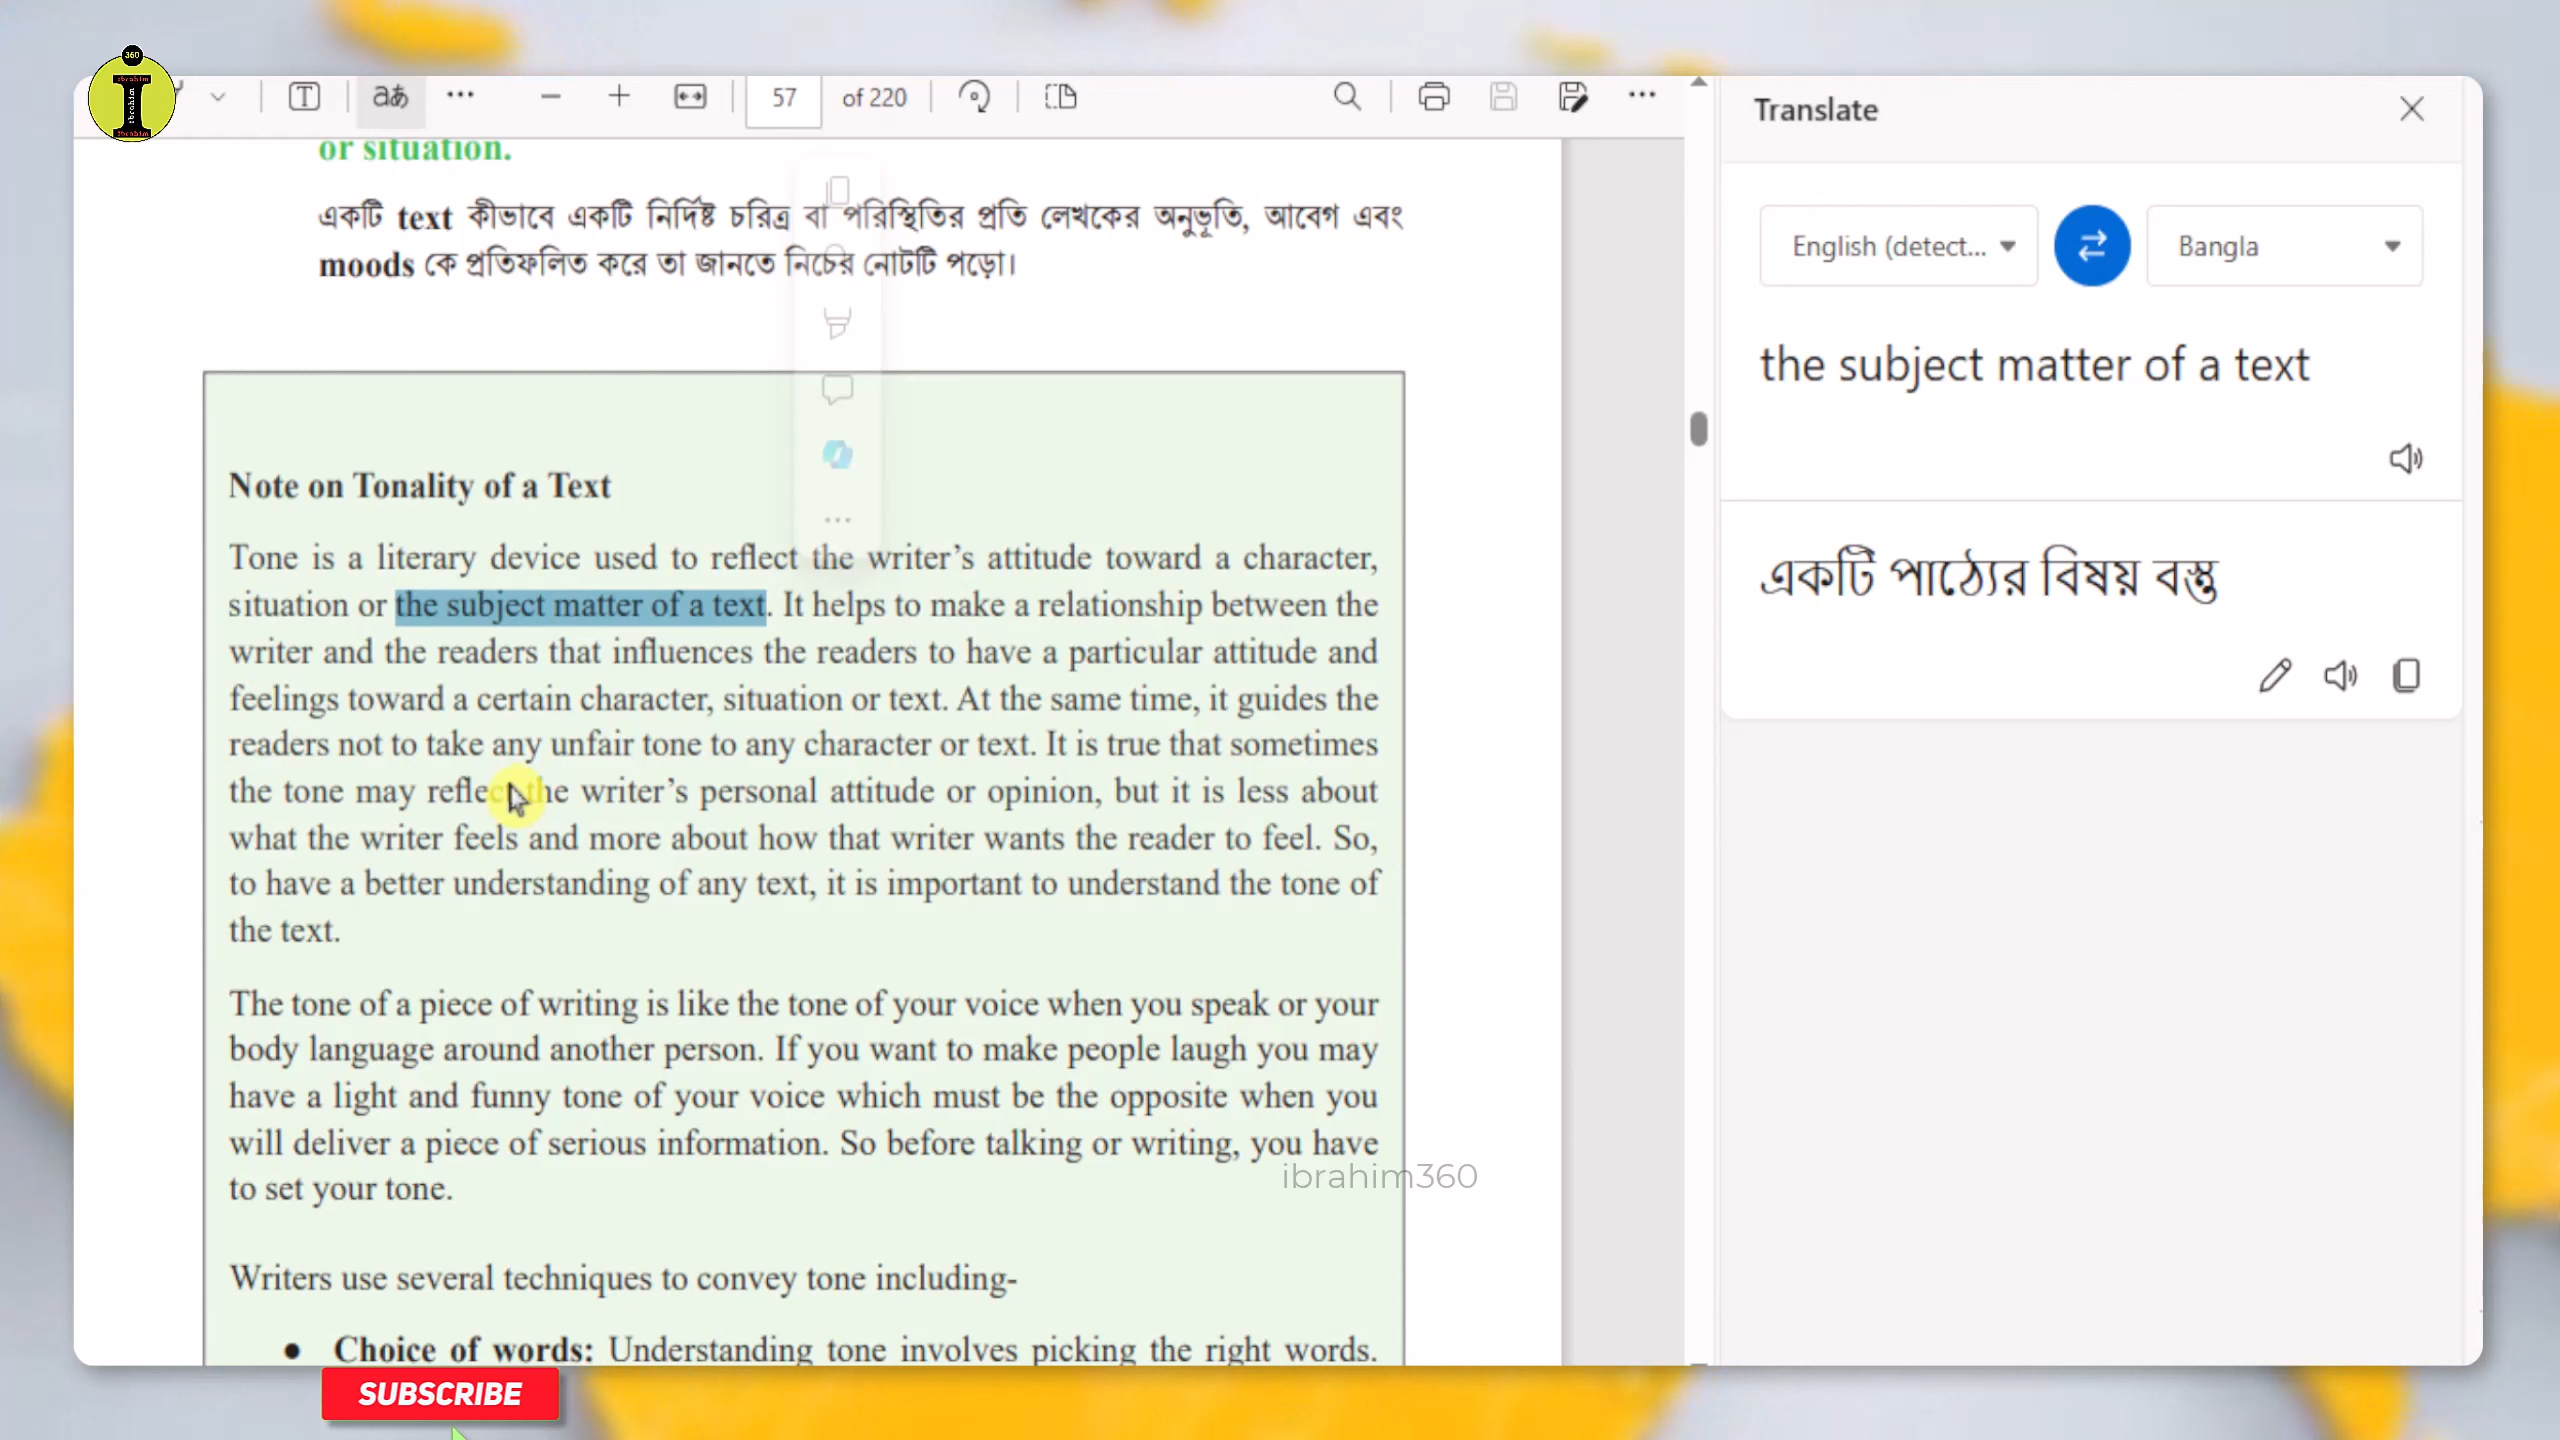 360
ibrahim
ibrahim
Ibrahim
57 of 220
or situation.
একটি text কীভাবে একটি নির্দিষ্ট চরিত্র বা পরিস্থিতির প্রতি লেখকের অনুভূতি, আবেগ এবং
moods কে প্রতিফলিত করে তা জানতে নিচের নোটটি পড়ো।
Note on Tonality of a Text
Tone is a literary device used to reflect the writer's attitude toward a character,
situation or the subject matter of a text. It helps to make a relationship between the
writer and the readers that influences the readers to have a particular attitude and
feelings toward a certain character, situation or text. At the same time, it guides the
readers not to take any unfair tone to any character or text. It is true that sometimes
the tone may reflect the writer's personal attitude or opinion, but it is less about
what the writer feels and more about how that writer wants the reader to feel. So,
to have a better understanding of any text, it is important to understand the tone of
the text.
The tone of a piece of writing is like the tone of your voice when you speak or your
body language around another person. If you want to make people laugh you may
have a light and funny tone of your voice which must be the opposite when you
will deliver a piece of serious information. So before talking or writing, you have
to set your tone.
ibrahim360
Writers use several techniques to convey tone including-
● Choice of words: Understanding tone involves picking the right words.
SUBSCRIBE
Translate
English (detect...
Bangla
the subject matter of a text
একটি পাঠ্যের বিষয় বস্তু